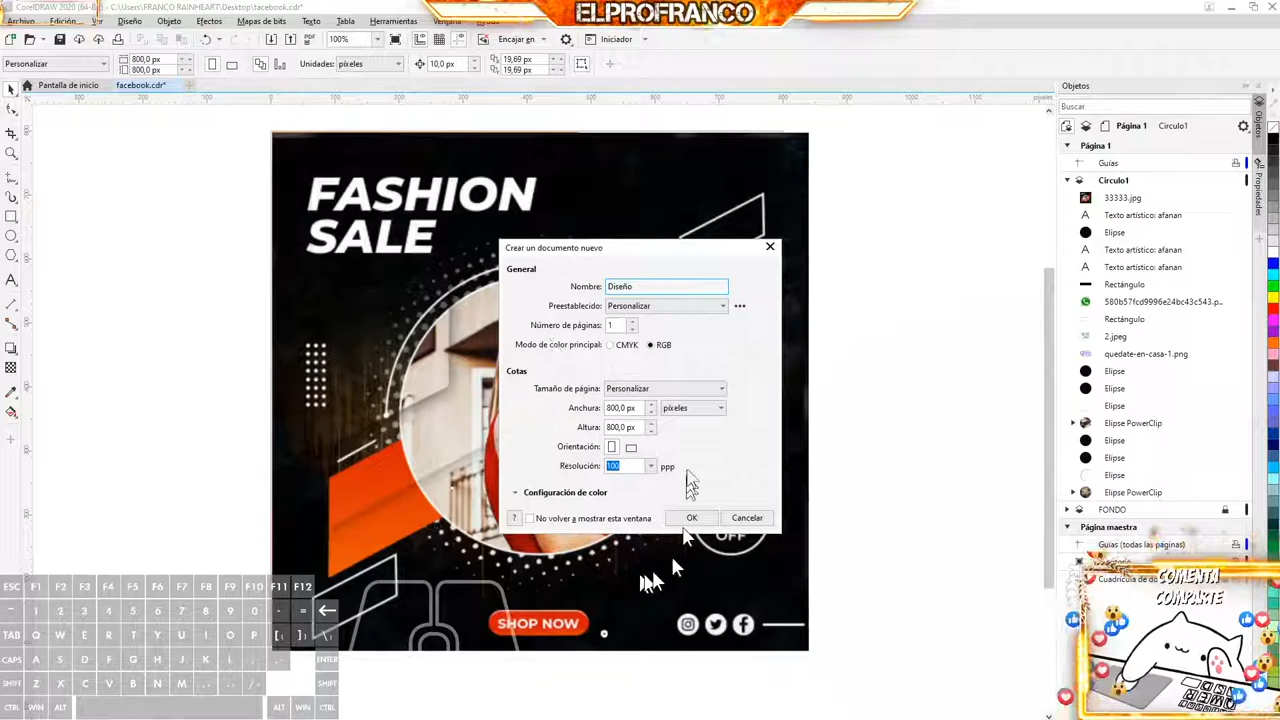 CorelDRAW 2020 (64-Bit) - C:\Users\FRANCO RAINHEART\Desktop\facebook.cdr*
ELPROFRANCO
Archivo Edición Objeto Efectos Mapas de bits Texto Tabla Herramientas Ventana Ayuda
PDF 100% Encajar en Iniciador
Personalizar 800,0 px 800,0 px Unidades: píxeles 10,0 px 19,69 px 19,69 px
Pantalla de inicio facebook.cdr*
píxeles
FASHION
SALE
OFF
SHOP NOW
Crear un documento nuevo
General
Nombre: Diseño
Preestablecido: Personalizar
Número de páginas: 1
Modo de color principal: CMYK RGB
Cotas
Tamaño de página: Personalizar
Anchura: 800,0 px píxeles
Altura: 800,0 px
Orientación:
Resolución: 100 ppp
Configuración de color
? No volver a mostrar esta ventana OK Cancelar
Objetos
Buscar
Página 1 Circulo1
Página 1
Guías
Circulo1
33333.jpg
Texto artístico: afanan
Elipse
Texto artístico: afanan
Texto artístico: afanan
Rectángulo
580b57fcd9996e24bc43c543.p...
Rectángulo
2.jpeg
quedate-en-casa-1.png
Elipse
Elipse
Elipse
Elipse PowerClip
Elipse
Elipse
Elipse
Elipse PowerClip
FONDO
Página maestra
Guías (todas las páginas)
Objetos
Propiedades
COMENTA
COMPARTE
ESC F1 F2 F3 F4 F5 F6 F7 F8 F9 F10 F11 F12
1 2 3 4 5 6 7 8 9 0 - =
TAB Q W E R T Y U I O P
CAPS A S D F G H J K L ENTER
SHIFT Z X C V B N M SHIFT
CTRL WIN ALT ALT WIN CTRL